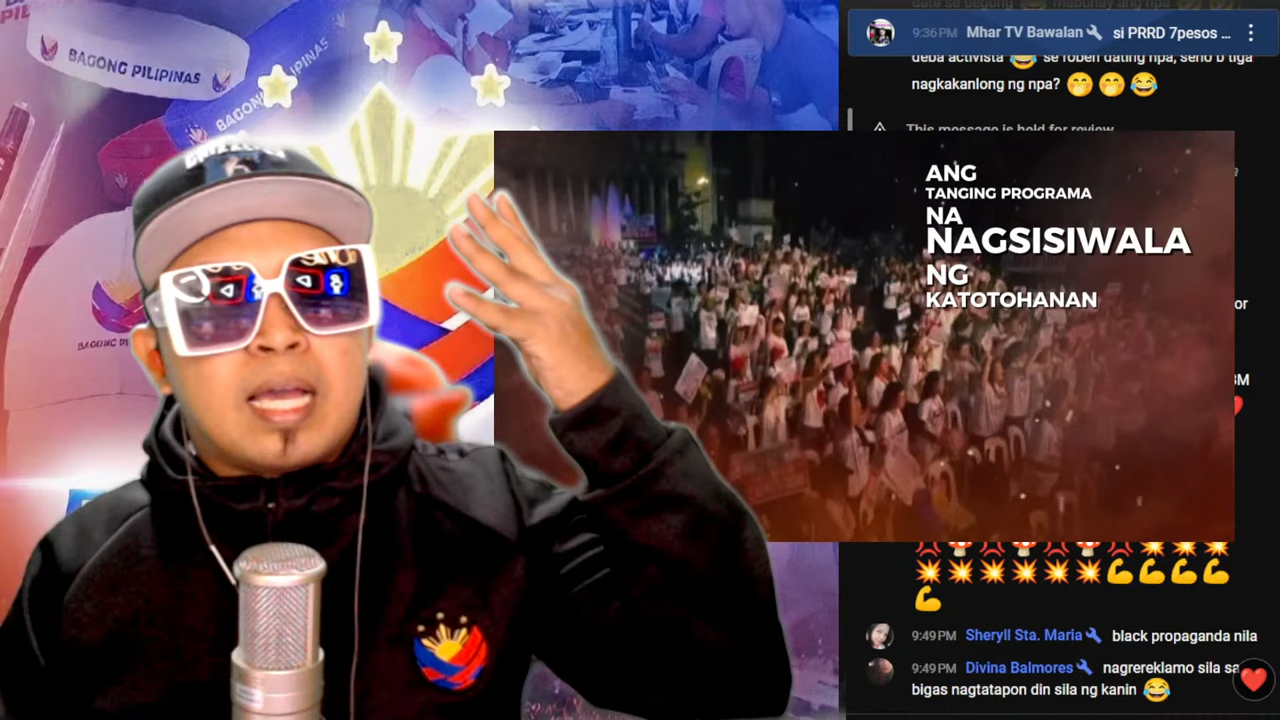 BAGONG PILIPINAS
BAGONG
9:36 PM Mhar TV Bawalan si PRRD 7pesos ...
deba activista 😂 se roben dating npa, seno b tiga
nagkakanlong ng npa? 🤭 🤭 😂
This message is held for review.
ANG
TANGING PROGRAMA
NA
NAGSISIWALA
NG
KATOTOHANAN
9:49 PM Sheryll Sta. Maria black propaganda nila
9:49 PM Divina Balmores nagrereklamo sila sa
bigas nagtatapon din sila ng kanin 😂